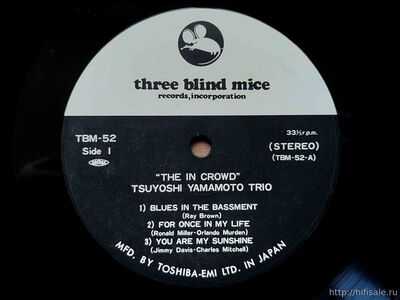 three blind mice
records, incorporation
TBM-52
Side 1
33⅓ r.p.m.
(STEREO)
(TBM-52-A)
"THE IN CROWD"
TSUYOSHI YAMAMOTO TRIO
1) BLUES IN THE BASSMENT
(Ray Brown)
2) FOR ONCE IN MY LIFE
(Ronald Miller-Orlando Murden)
3) YOU ARE MY SUNSHINE
(Jimmy Davis-Charles Mitchell)
MFD. BY TOSHIBA-EMI LTD. IN JAPAN
http://hifisale.ru